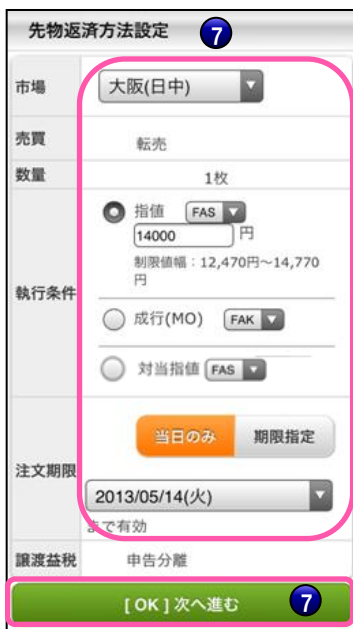 先物返済方法設定 7
市場 大阪(日中)
売買 転売
数量 1枚
執行条件
指値 FAS
14000 円
制限値幅：12,470円〜14,770
円
成行(MO) FAK
対当指値 FAS
注文期限
当日のみ 期限指定
2013/05/14(火)
まで有効
譲渡益税 申告分離
[ OK ] 次へ進む 7